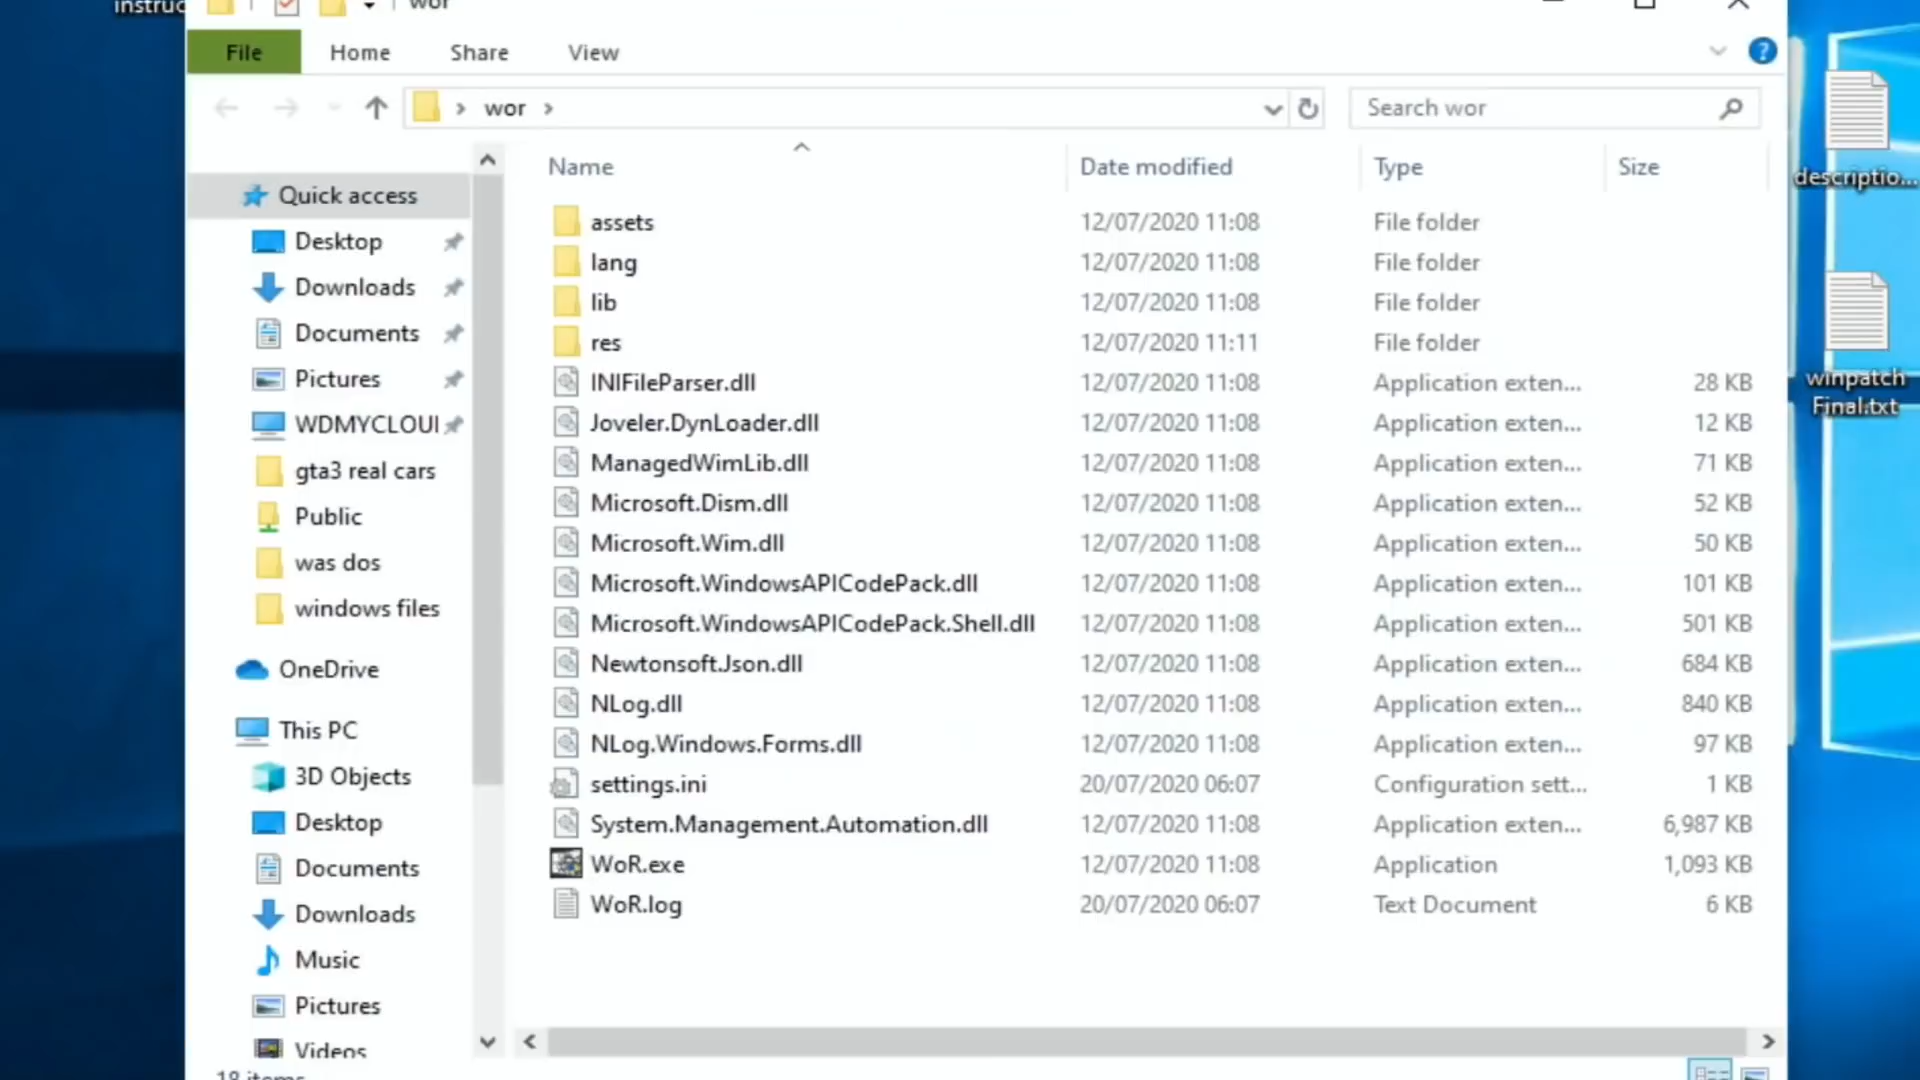 instruc
wor
File Home Share View
wor
Search wor
Name Date modified Type Size
Quick access
Desktop
Downloads
Documents
Pictures
WDMYCLOUI
gta3 real cars
Public
was dos
windows files
OneDrive
This PC
3D Objects
Desktop
Documents
Downloads
Music
Pictures
Videos
assets 12/07/2020 11:08 File folder
lang 12/07/2020 11:08 File folder
lib 12/07/2020 11:08 File folder
res 12/07/2020 11:11 File folder
INIFileParser.dll 12/07/2020 11:08 Application exten... 28 KB
Joveler.DynLoader.dll 12/07/2020 11:08 Application exten... 12 KB
ManagedWimLib.dll 12/07/2020 11:08 Application exten... 71 KB
Microsoft.Dism.dll 12/07/2020 11:08 Application exten... 52 KB
Microsoft.Wim.dll 12/07/2020 11:08 Application exten... 50 KB
Microsoft.WindowsAPICodePack.dll 12/07/2020 11:08 Application exten... 101 KB
Microsoft.WindowsAPICodePack.Shell.dll 12/07/2020 11:08 Application exten... 501 KB
Newtonsoft.Json.dll 12/07/2020 11:08 Application exten... 684 KB
NLog.dll 12/07/2020 11:08 Application exten... 840 KB
NLog.Windows.Forms.dll 12/07/2020 11:08 Application exten... 97 KB
settings.ini 20/07/2020 06:07 Configuration sett... 1 KB
System.Management.Automation.dll 12/07/2020 11:08 Application exten... 6,987 KB
WoR.exe 12/07/2020 11:08 Application 1,093 KB
WoR.log 20/07/2020 06:07 Text Document 6 KB
18 items
descriptio...
winpatch
Final.txt